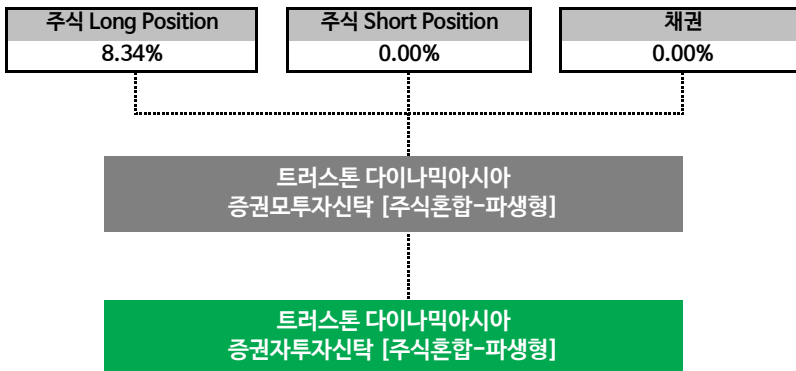 주식 Long Position
8.34%
주식 Short Position
0.00%
채권
0.00%
트러스톤 다이나믹아시아
증권모투자신탁 [주식혼합-파생형]
트러스톤 다이나믹아시아
증권자투자신탁 [주식혼합-파생형]